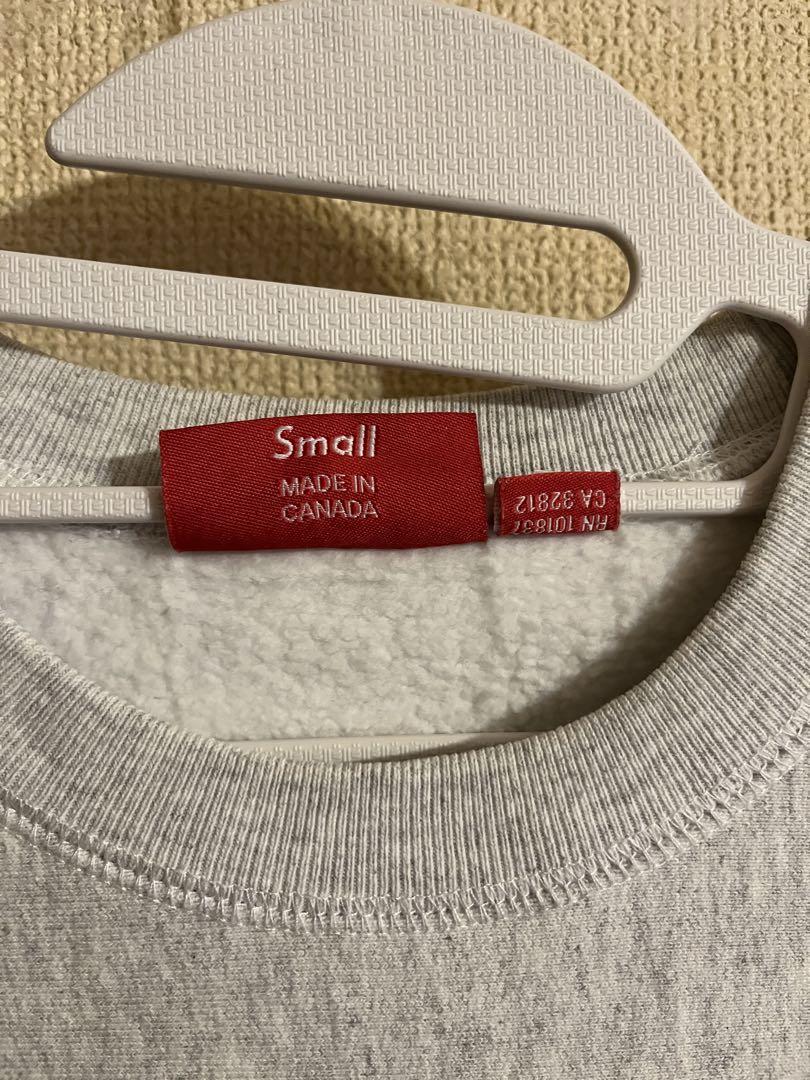 Small
MADE IN
CANADA
RN 101837
CA 32812